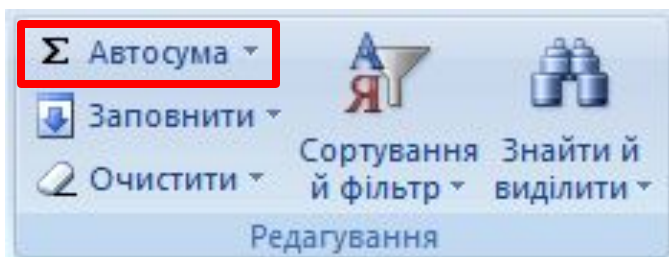 Σ Автосума
Заповнити
Очистити
Сортування
й фільтр
Знайти й
виділити
Редагування